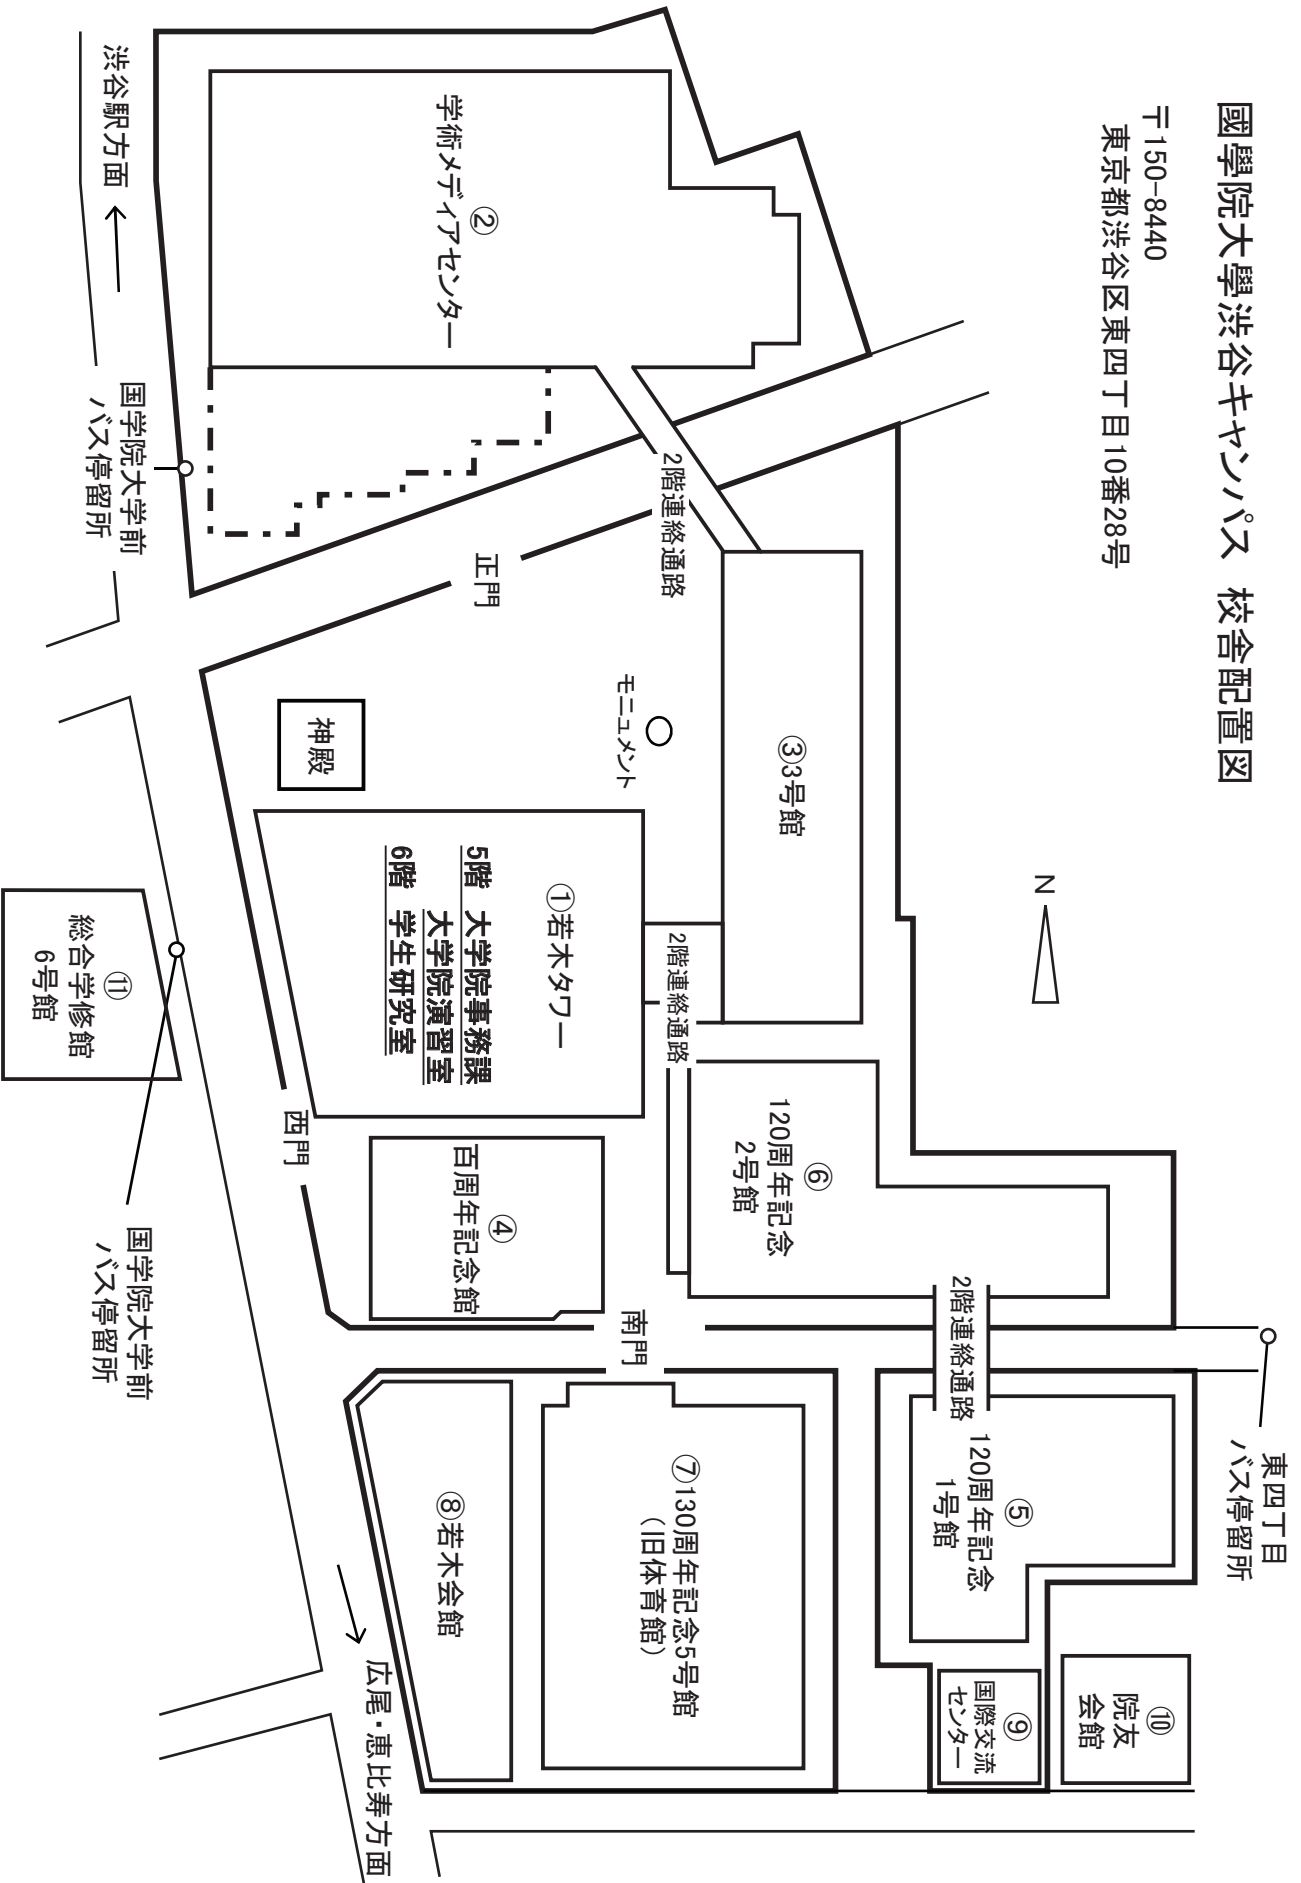 國學院大學渋谷キャンパス 校舎配置図
〒150-8440
東京都渋谷区東四丁目10番28号
N
東四丁目
バス停留所
⑩
院友
会館
⑨
国際交流
センター
⑤
120周年記念
1号館
2階連絡通路
⑥
120周年記念
2号館
③3号館
2階連絡通路
2階連絡通路
②
学術メディアセンター
モニュメント
正門
神殿
①若木タワー
5階 大学院事務課
大学院演習室
6階 学生研究室
④
百周年記念館
南門
西門
⑦130周年記念5号館
（旧体育館）
⑧若木会館
広尾・恵比寿方面
渋谷駅方面
国学院大学前
バス停留所
国学院大学前
バス停留所
⑪
総合学修館
6号館